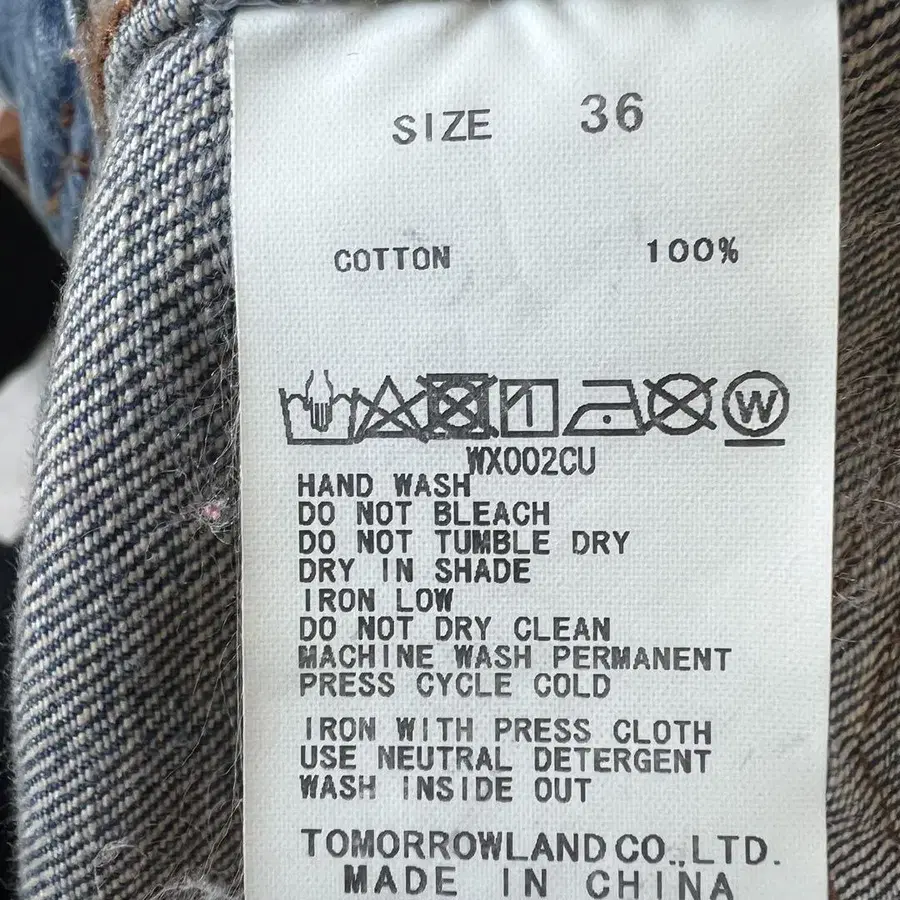 SIZE 36
COTTON 100%
W
WX002CU
HAND WASH
DO NOT BLEACH
DO NOT TUMBLE DRY
DRY IN SHADE
IRON LOW
DO NOT DRY CLEAN
MACHINE WASH PERMANENT
PRESS CYCLE COLD
IRON WITH PRESS CLOTH
USE NEUTRAL DETERGENT
WASH INSIDE OUT
TOMORROWLAND CO.,LTD.
MADE IN CHINA